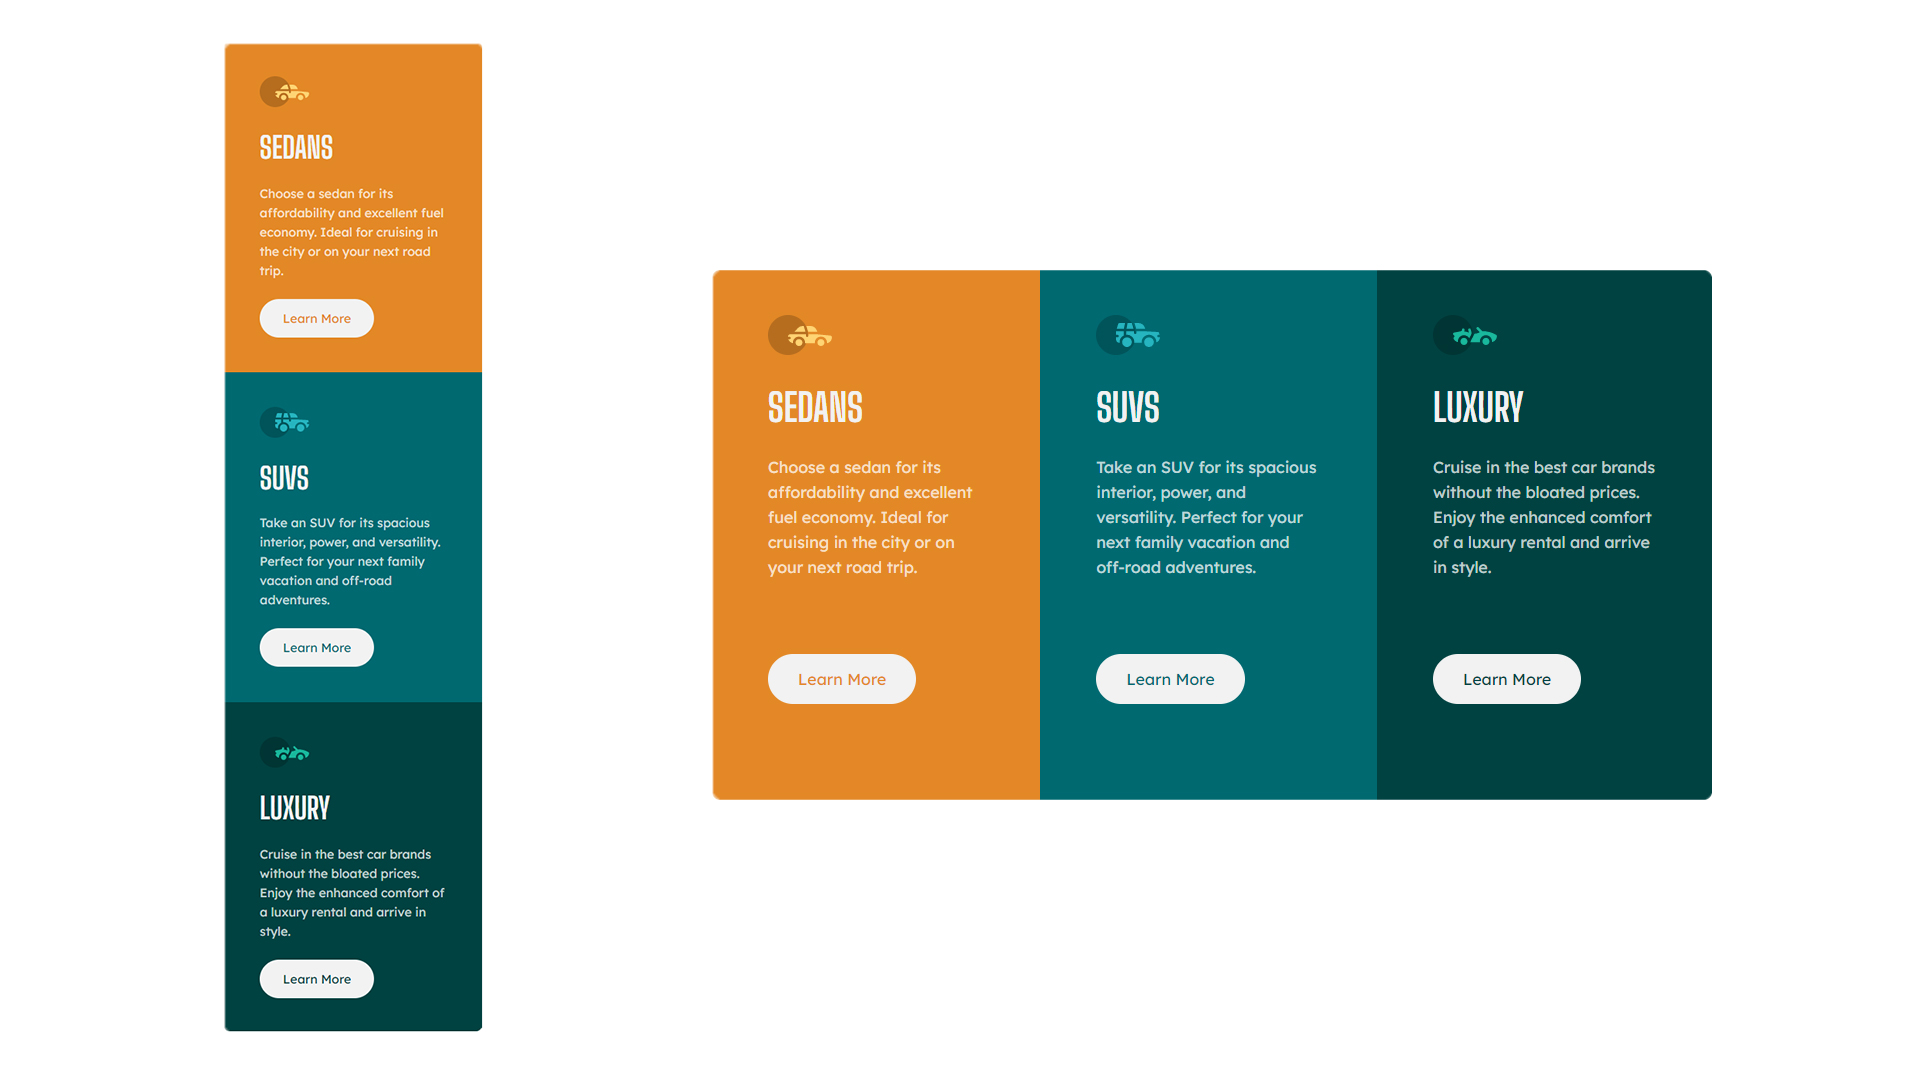 SEDANS
Choose a sedan for its
affordability and excellent fuel
economy. Ideal for cruising in
the city or on your next road
trip.
Learn More
SUVS
Take an SUV for its spacious
interior, power, and versatility.
Perfect for your next family
vacation and off-road
adventures.
Learn More
LUXURY
Cruise in the best car brands
without the bloated prices.
Enjoy the enhanced comfort of
a luxury rental and arrive in
style.
Learn More
SEDANS
Choose a sedan for its
affordability and excellent
fuel economy. Ideal for
cruising in the city or on
your next road trip.
Learn More
SUVS
Take an SUV for its spacious
interior, power, and
versatility. Perfect for your
next family vacation and
off-road adventures.
Learn More
LUXURY
Cruise in the best car brands
without the bloated prices.
Enjoy the enhanced comfort
of a luxury rental and arrive
in style.
Learn More